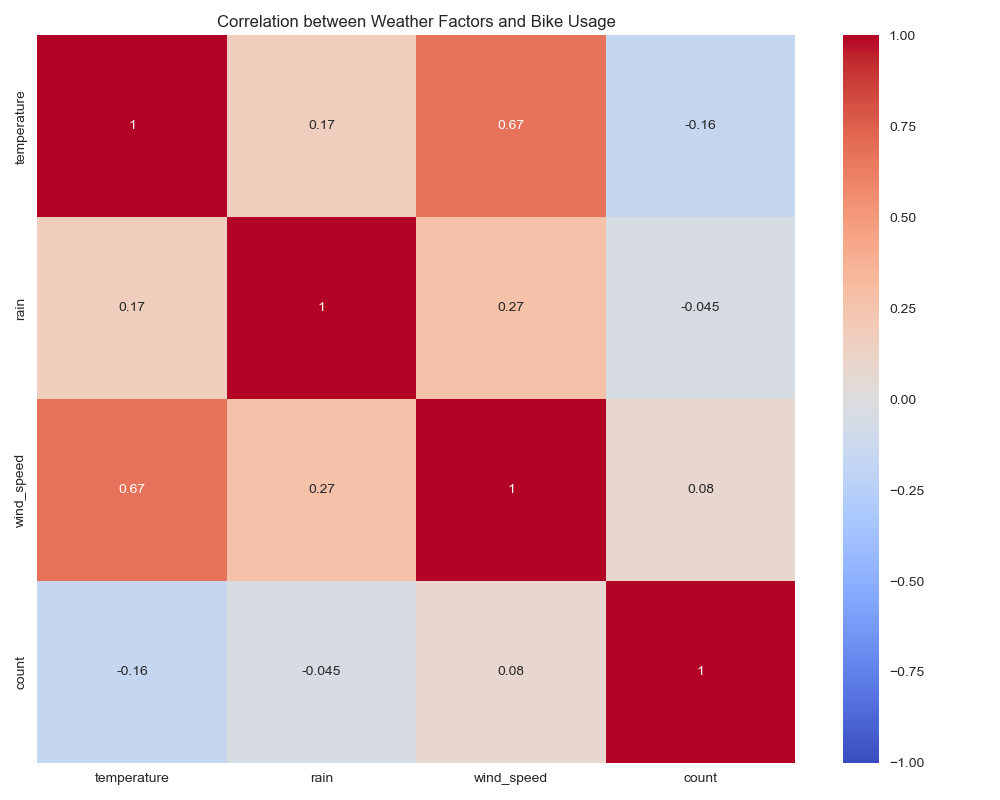 Correlation between Weather Factors and Bike Usage
temperature
1
0.17
0.67
-0.16
rain
0.17
1
0.27
-0.045
wind_speed
0.67
0.27
1
0.08
count
-0.16
-0.045
0.08
1
temperature
rain
wind_speed
count
1.00
0.75
0.50
0.25
0.00
−0.25
−0.50
−0.75
−1.00